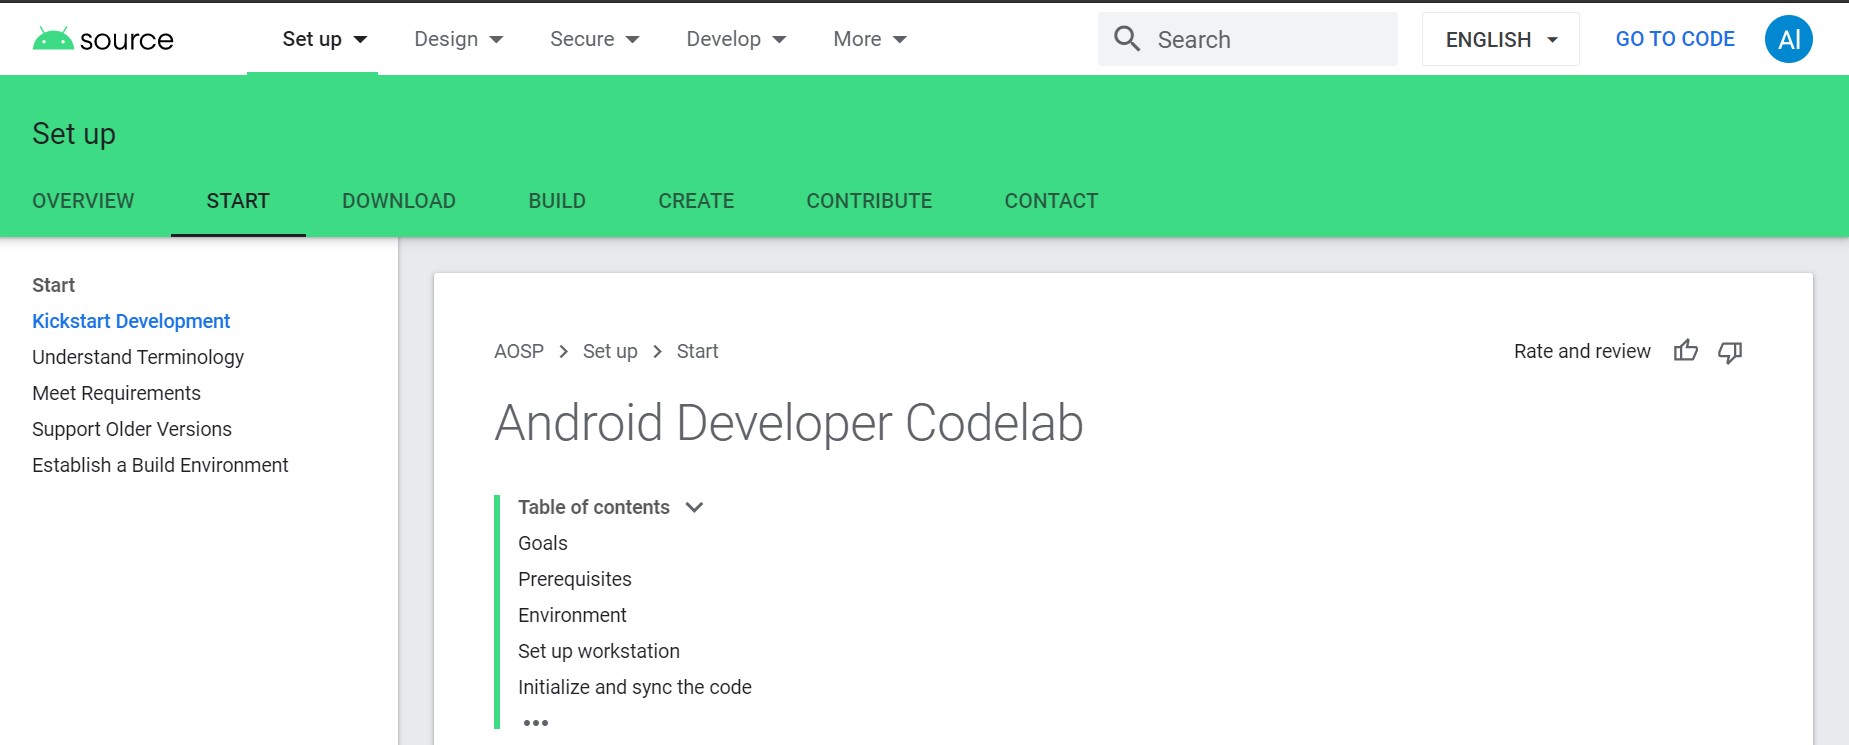 source Set up Design Secure Develop More Search ENGLISH GO TO CODE AI
Set up
OVERVIEW START DOWNLOAD BUILD CREATE CONTRIBUTE CONTACT
Start
Kickstart Development
Understand Terminology
Meet Requirements
Support Older Versions
Establish a Build Environment
AOSP Set up Start
Rate and review
Android Developer Codelab
Table of contents
Goals
Prerequisites
Environment
Set up workstation
Initialize and sync the code
•••